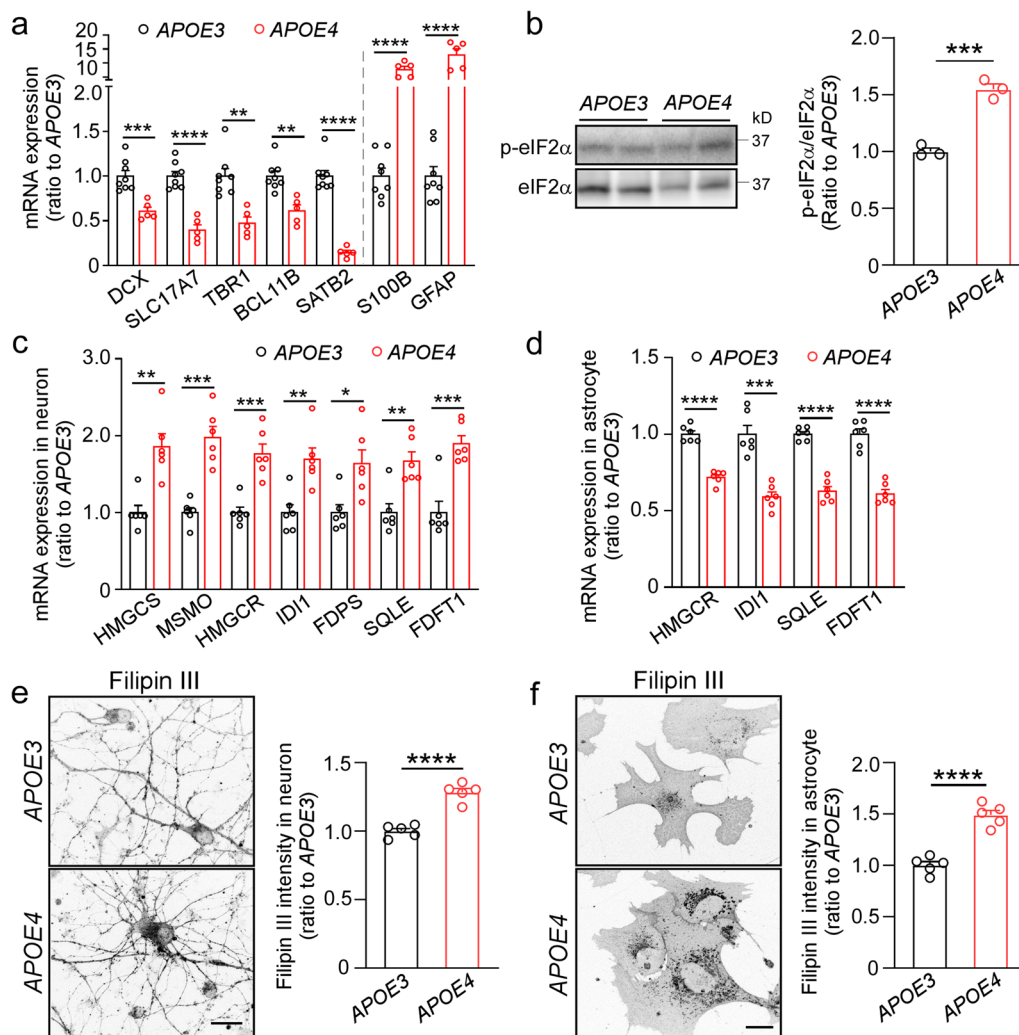 a
APOE3 APOE4
mRNA expression
(ratio to APOE3)
20
15
10
2.0
1.5
1.0
0.5
0
*** **** ** ** **** **** ****
DCX
SLC17A7
TBR1
BCL11B
SATB2
S100B
GFAP
b
APOE3 APOE4
kD
p-eIF2α
37
eIF2α
37
p-eIF2α/eIF2α
(Ratio to APOE3)
2.0
1.5
1.0
0.5
0
***
APOE3
APOE4
c
APOE3 APOE4
mRNA expression in neuron
(ratio to APOE3)
3.0
2.0
1.0
0
** *** *** ** * ** ***
HMGCS
MSMO
HMGCR
IDI1
FDPS
SQLE
FDFT1
d
APOE3 APOE4
mRNA expression in astrocyte
(ratio to APOE3)
1.5
1.0
0.5
0
**** *** **** ****
HMGCR
IDI1
SQLE
FDFT1
e
Filipin III
APOE3
APOE4
Filipin III intensity in neuron
(ratio to APOE3)
1.5
1.0
0.5
0
****
APOE3
APOE4
f
Filipin III
APOE3
APOE4
Filipin III intensity in astrocyte
(ratio to APOE3)
2.0
1.5
1.0
0.5
0
****
APOE3
APOE4